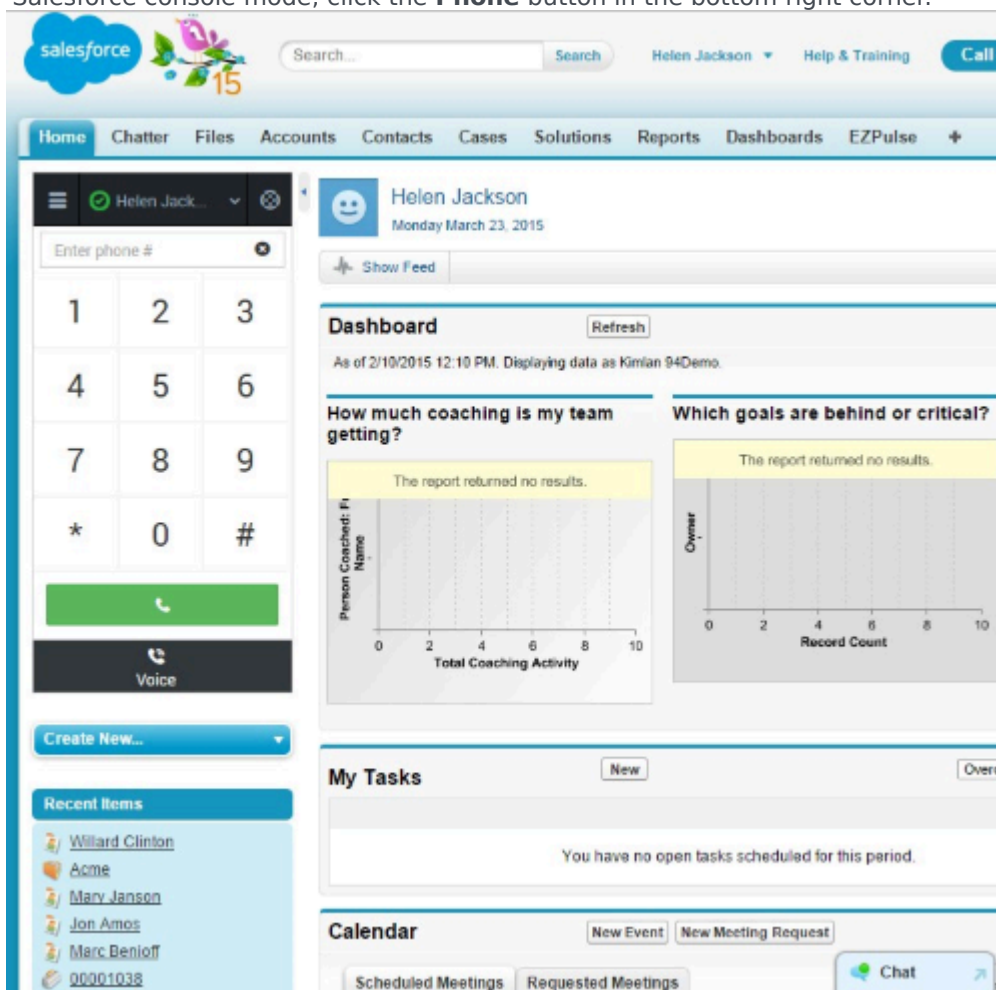 Salesforce console mode, click the Phone button in the bottom right corner.
salesforce
15
Search...
Search
Helen Jackson
Help & Training
Call
Home Chatter Files Accounts Contacts Cases Solutions Reports Dashboards EZPulse +
Helen Jack...
Enter phone #
1 2 3
4 5 6
7 8 9
* 0 #
Voice
Create New...
Recent Items
Willard Clinton
Acme
Mary Janson
Jon Amos
Marc Benioff
00001038
Helen Jackson
Monday March 23, 2015
Show Feed
Dashboard
Refresh
As of 2/10/2015 12:10 PM. Displaying data as Kimlan 94Demo.
How much coaching is my team
getting?
The report returned no results.
Person Coached:
Name
0 2 4 6 8 10
Total Coaching Activity
Which goals are behind or critical?
The report returned no results.
Owner
0 2 4 6 8 10
Record Count
My Tasks
New
You have no open tasks scheduled for this period.
Calendar
New Event
New Meeting Request
Scheduled Meetings
Requested Meetings
Chat